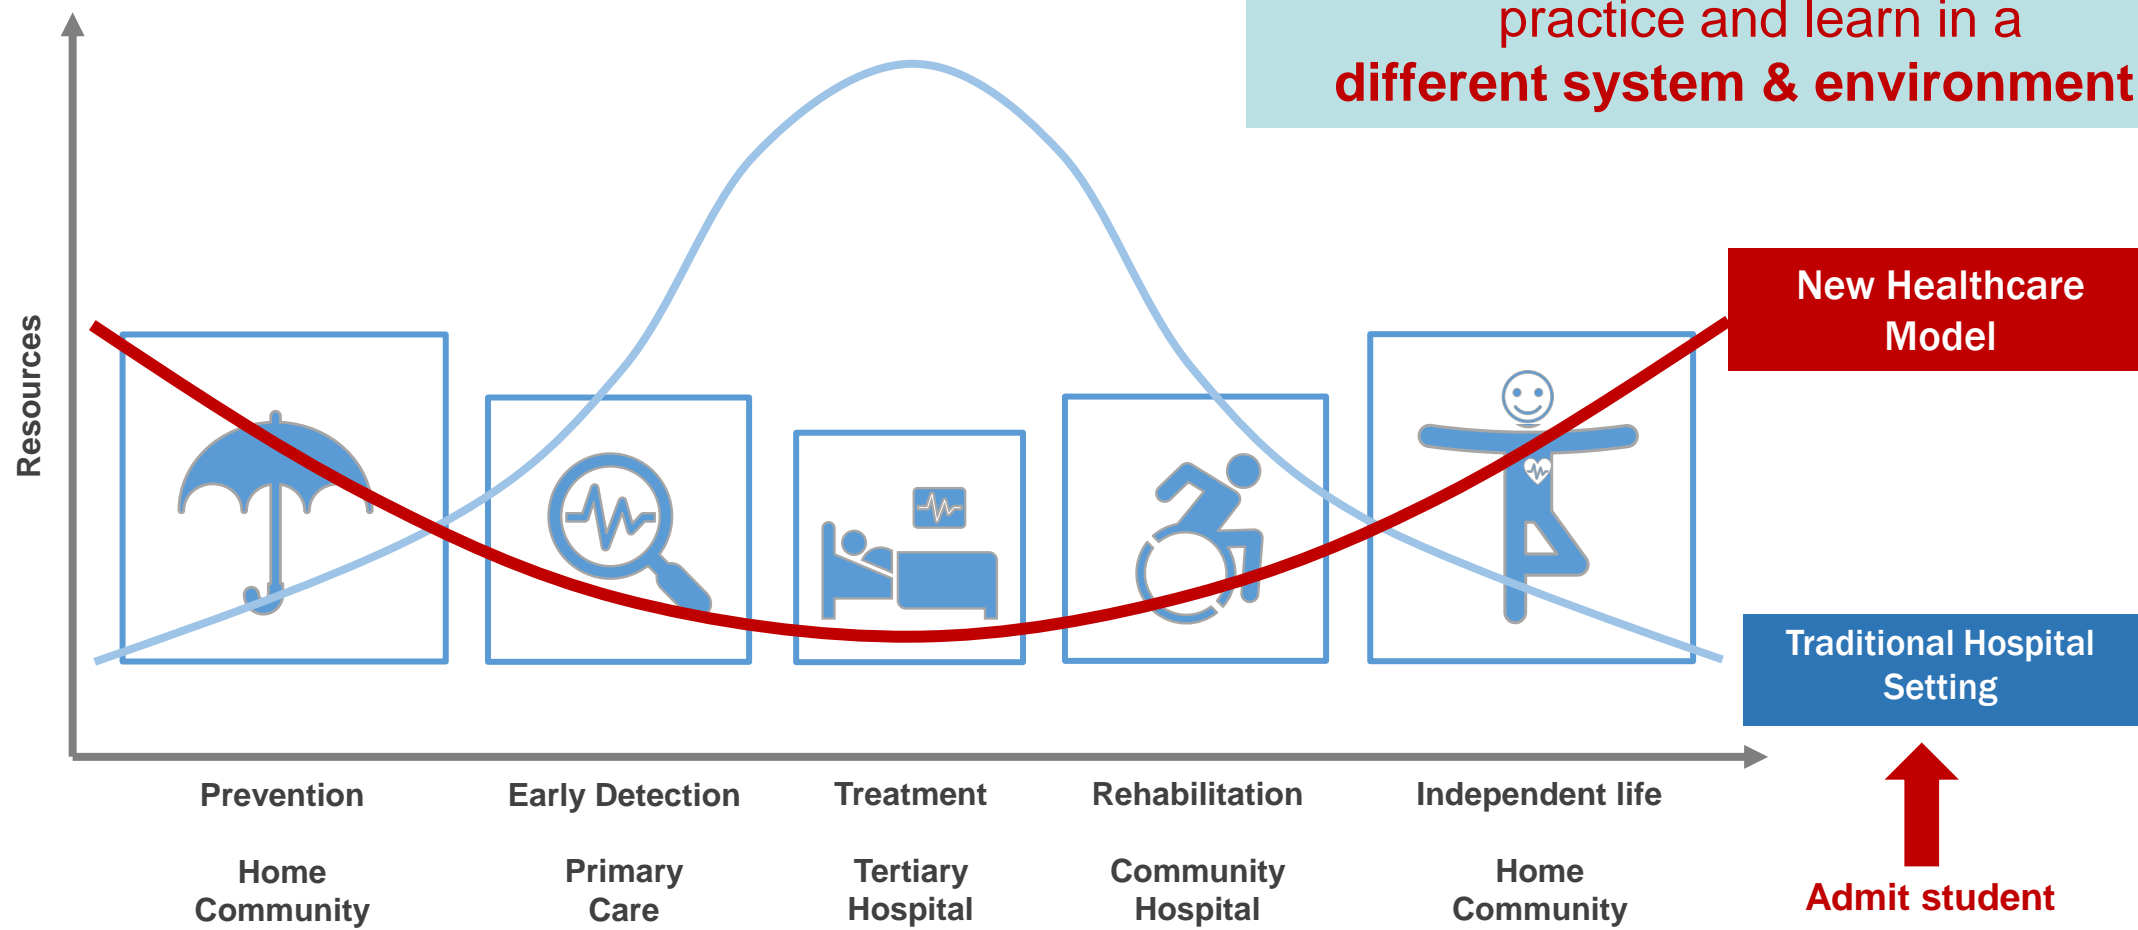 practice and learn in a
different system & environment
New Healthcare
Model
Resources
Traditional Hospital
Setting
Prevention
Early Detection
Treatment
Rehabilitation
Independent life
Home
Community
Primary
Care
Tertiary
Hospital
Community
Hospital
Home
Community
Admit student